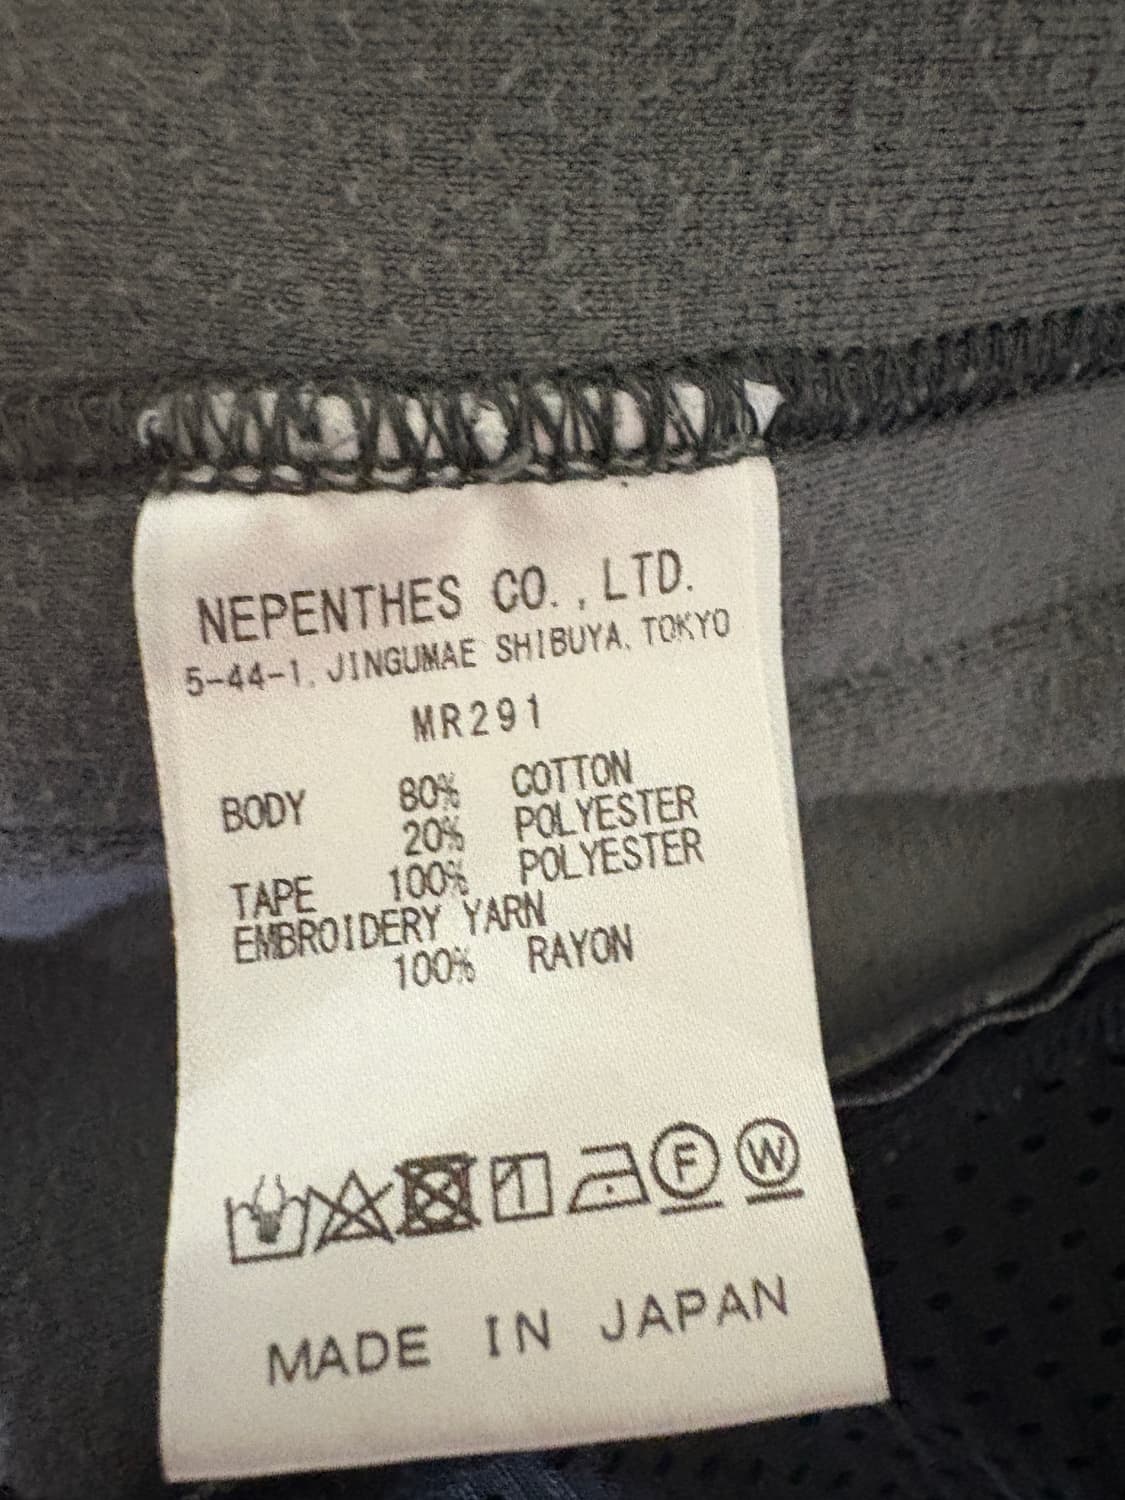 NEPENTHES CO., LTD.
5-44-1, JINGUMAE SHIBUYA, TOKYO
MR291
BODY 80% COTTON
20% POLYESTER
TAPE 100% POLYESTER
EMBROIDERY YARN
100% RAYON
F W
MADE IN JAPAN